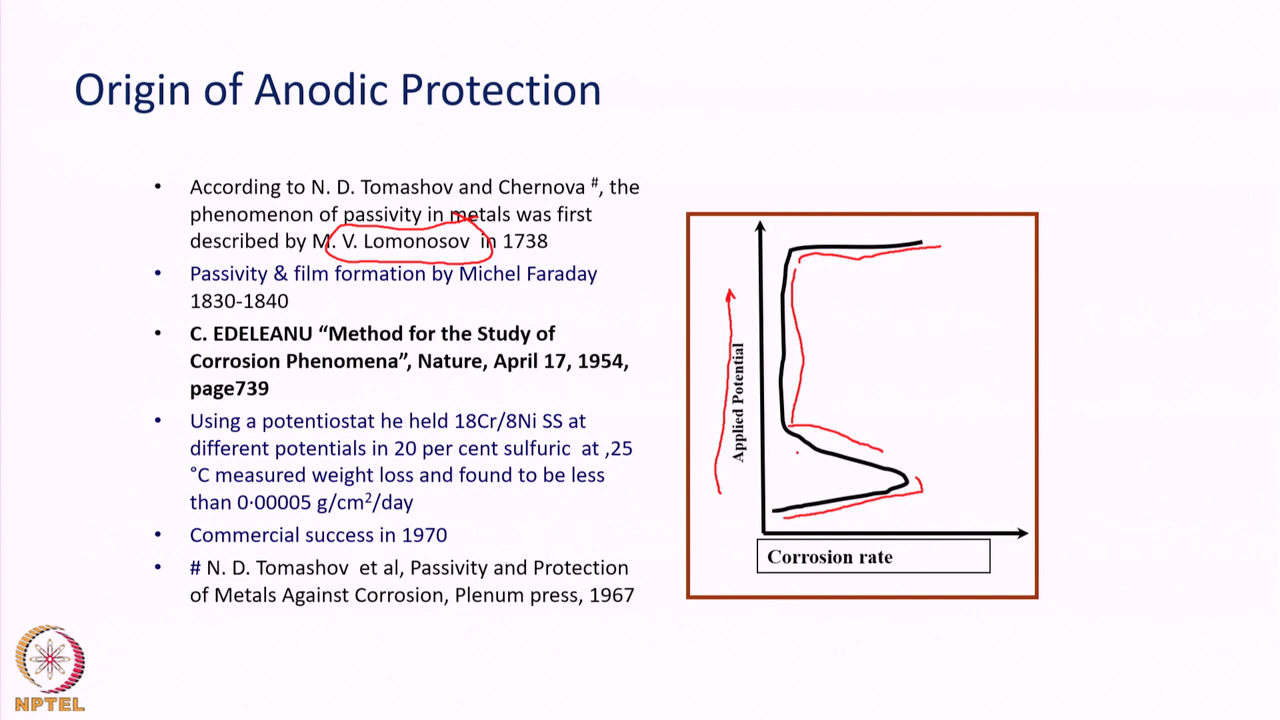 Origin of Anodic Protection
• According to N. D. Tomashov and Chernova #, the
phenomenon of passivity in metals was first
described by M. V. Lomonosov in 1738
• Passivity & film formation by Michel Faraday
1830-1840
• C. EDELEANU “Method for the Study of
Corrosion Phenomena”, Nature, April 17, 1954,
page739
• Using a potentiostat he held 18Cr/8Ni SS at
different potentials in 20 per cent sulfuric at ,25
°C measured weight loss and found to be less
than 0·00005 g/cm²/day
• Commercial success in 1970
• # N. D. Tomashov et al, Passivity and Protection
of Metals Against Corrosion, Plenum press, 1967
Applied Potential
Corrosion rate
NPTEL